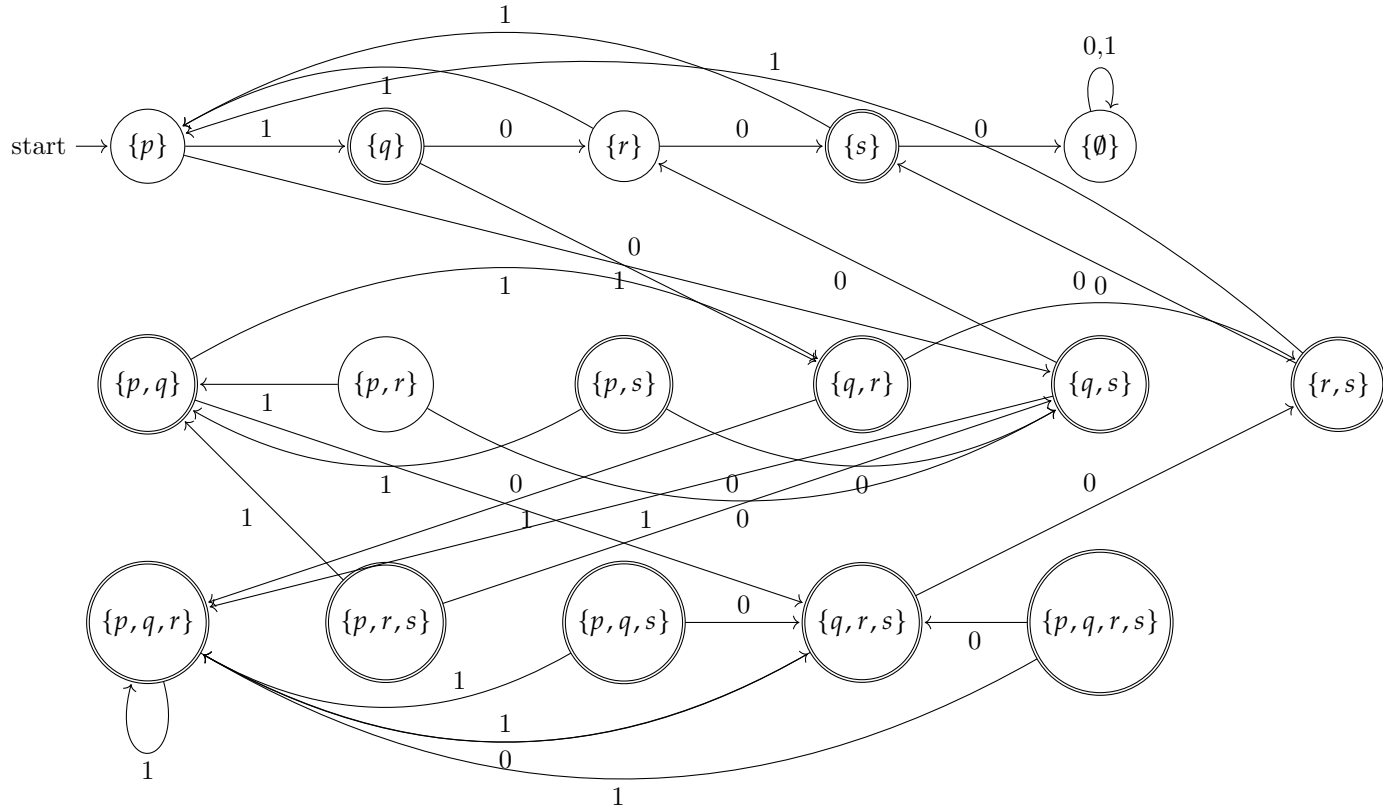 1
0,1
1
1
start {p} 1 {q} 0 {r} 0 {s} 0 {∅}
0
1 1 0 0 0
{p, q} {p, r} {p, s} {q, r} {q, s} {r, s}
1
1 0 0 0 0
1 1 1 0
{p, q, r} {p, r, s} {p, q, s} 0 {q, r, s} 0 {p, q, r, s}
1
1
0
1
1